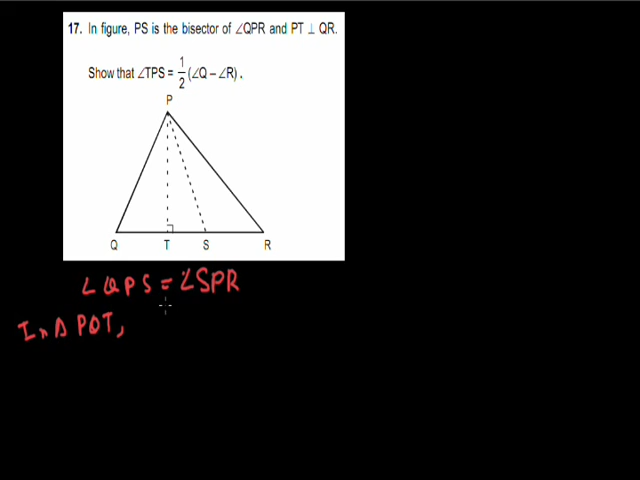 17. In figure, PS is the bisector of ∠QPR and PT ⊥ QR.
Show that ∠TPS = 1/2 (∠Q – ∠R).
P
Q T S R
∠QPS = ∠SPR
In Δ PQT,